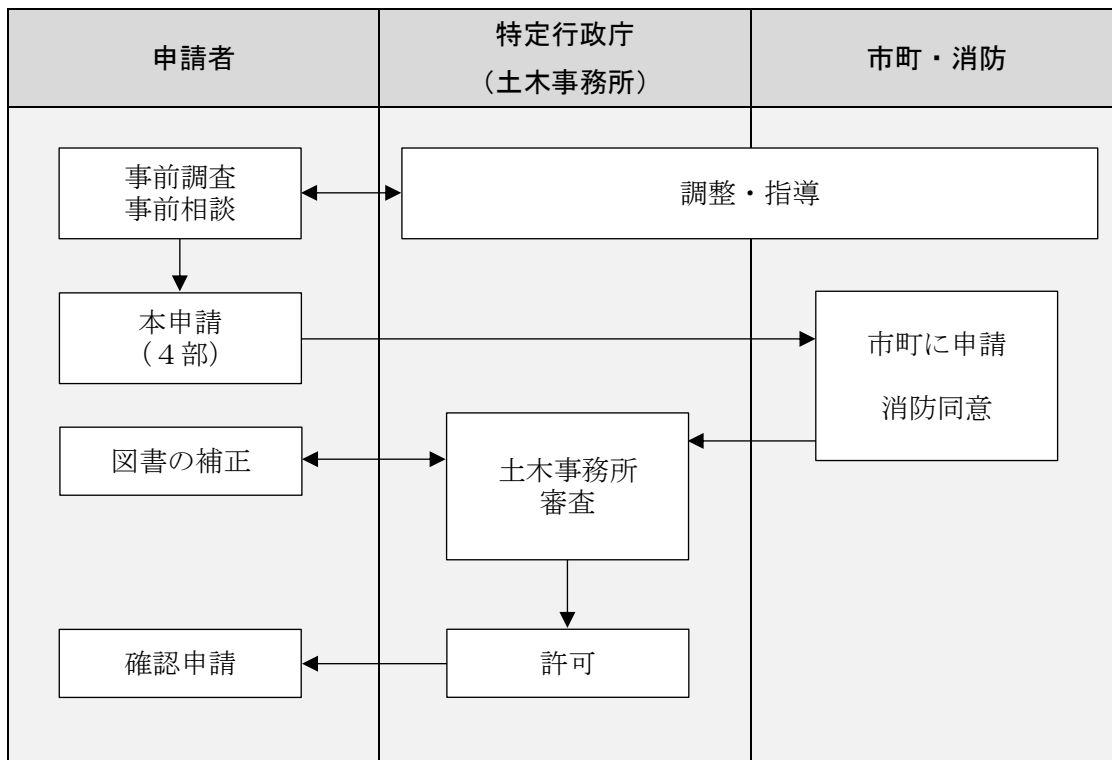 申請者
特定行政庁
（土木事務所）
市町・消防
事前調査
事前相談
調整・指導
本申請
（４部）
市町に申請
消防同意
図書の補正
土木事務所
審査
確認申請
許可